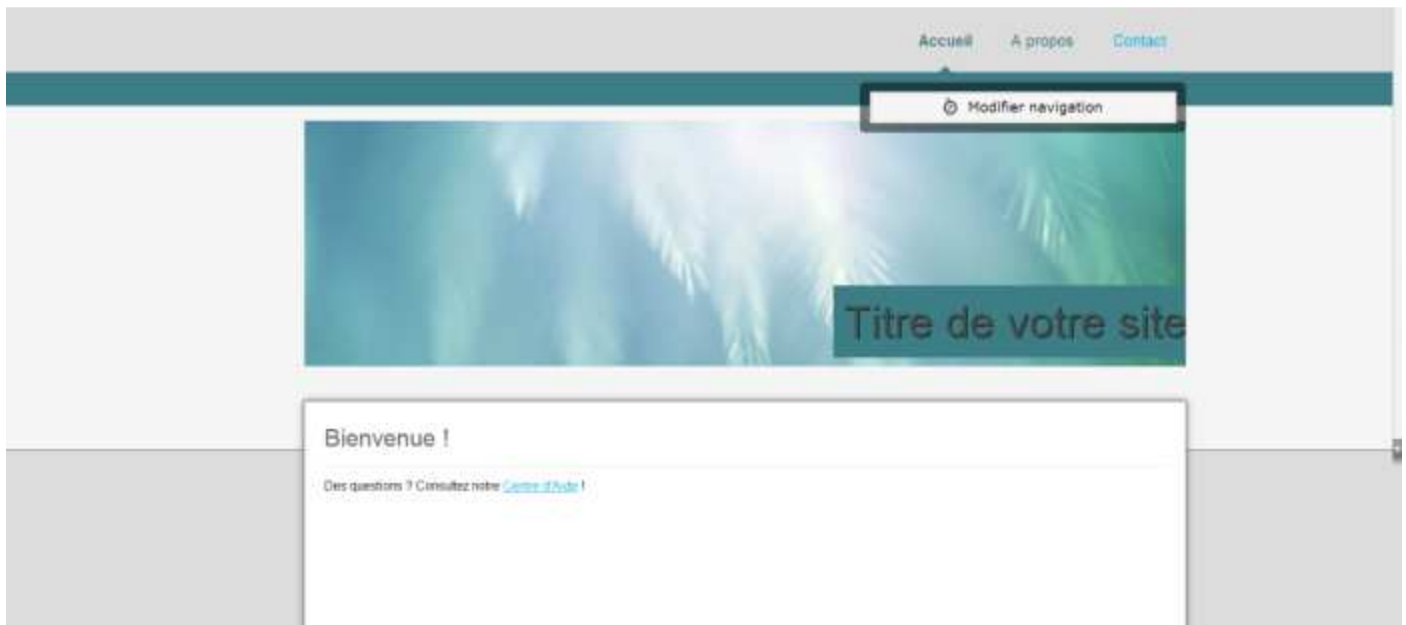 Accueil A propos Contact
Modifier navigation
Titre de votre site
Bienvenue !
Des questions ? Consultez notre Centre d'Aide !